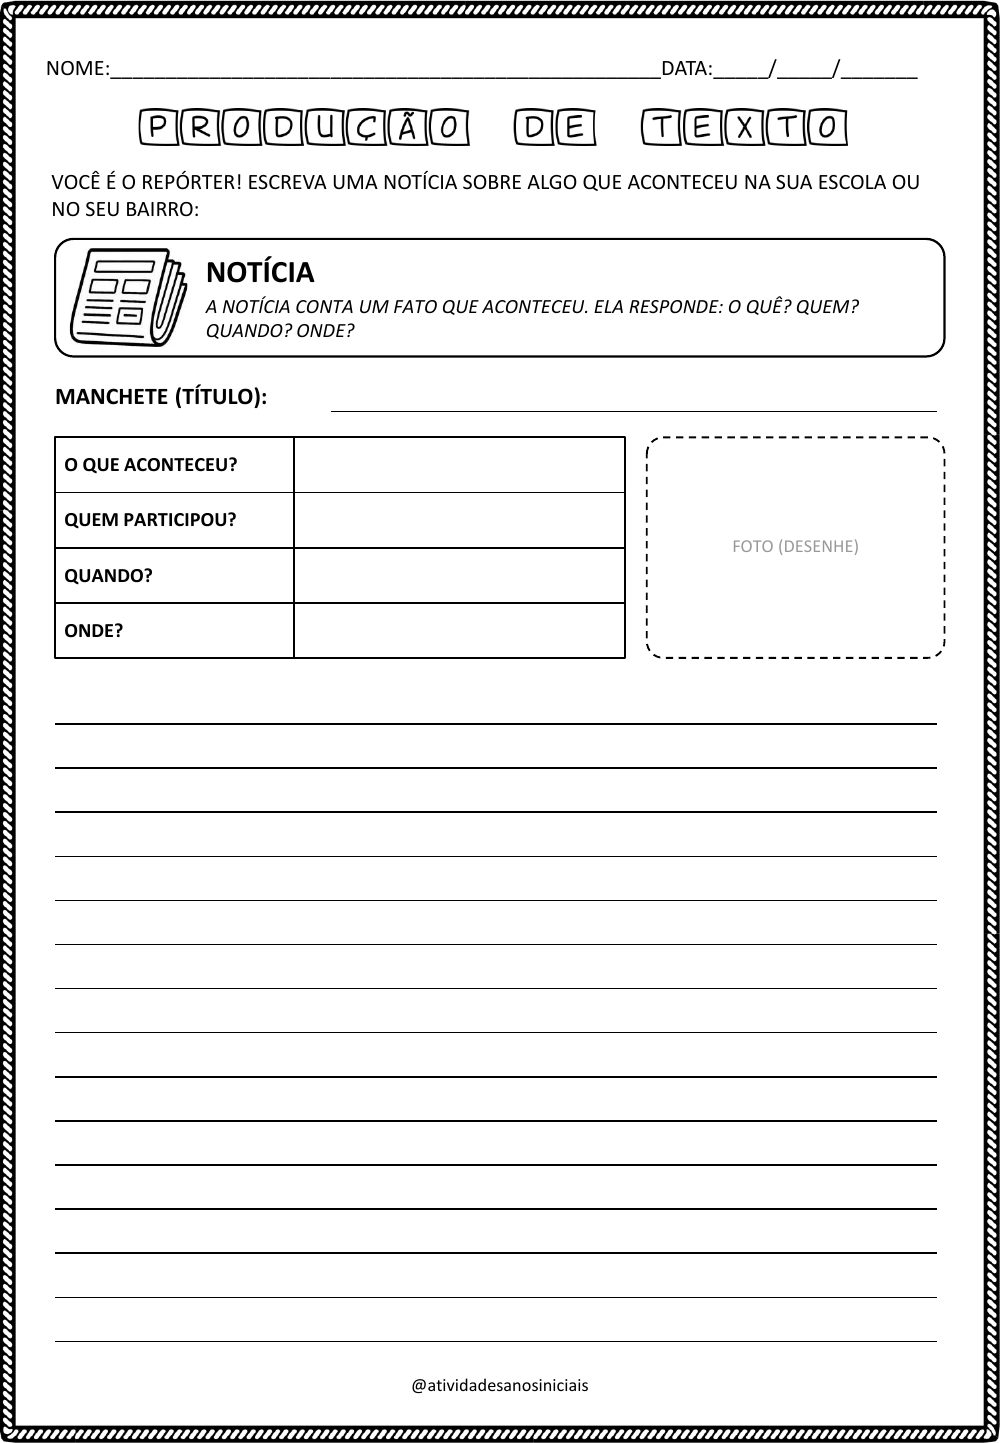 NOME:__________________________________________________DATA:_____/_____/_______
PRODUÇÃO DE TEXTO
VOCÊ É O REPÓRTER! ESCREVA UMA NOTÍCIA SOBRE ALGO QUE ACONTECEU NA SUA ESCOLA OU
NO SEU BAIRRO:
NOTÍCIA
A NOTÍCIA CONTA UM FATO QUE ACONTECEU. ELA RESPONDE: O QUÊ? QUEM?
QUANDO? ONDE?
MANCHETE (TÍTULO):
O QUE ACONTECEU?
QUEM PARTICIPOU?
QUANDO?
ONDE?
FOTO (DESENHE)
@atividadesanosiniciais